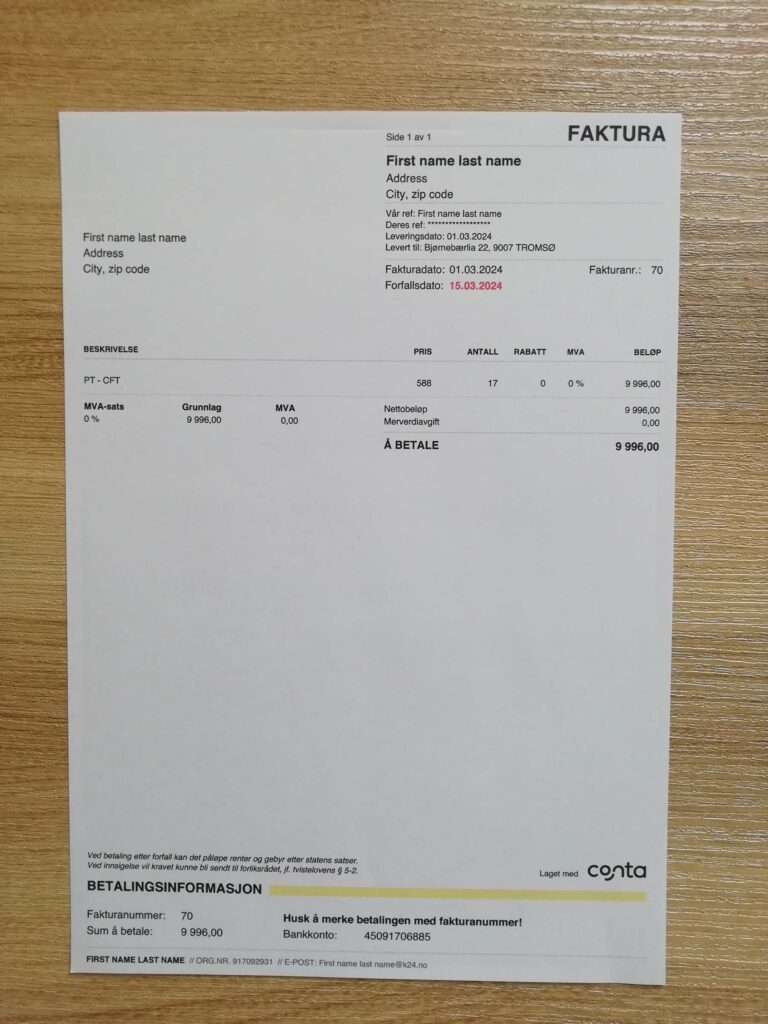 Side 1 av 1
FAKTURA
First name last name
Address
City, zip code
Vår ref: First name last name
Deres ref: ******************
Leveringsdato: 01.03.2024
Levert til: Bjørnebærlia 22, 9007 TROMSØ
First name last name
Address
City, zip code
Fakturadato: 01.03.2024 Fakturanr.: 70
Forfallsdato: 15.03.2024
BESKRIVELSE PRIS ANTALL RABATT MVA BELØP
PT - CFT 588 17 0 0 % 9 996,00
MVA-sats Grunnlag MVA
0 % 9 996,00 0,00
Nettobeløp 9 996,00
Merverdiavgift 0,00
Å BETALE 9 996,00
Ved betaling etter forfall kan det påløpe renter og gebyr etter statens satser.
Ved innsigelse vil kravet kunne bli sendt til forliksrådet, jf. tvistelovens § 5-2.
Laget med conta
BETALINGSINFORMASJON
Fakturanummer: 70
Sum å betale: 9 996,00
Husk å merke betalingen med fakturanummer!
Bankkonto: 45091706885
FIRST NAME LAST NAME // ORG.NR. 917092931 // E-POST: First name last name@k24.no